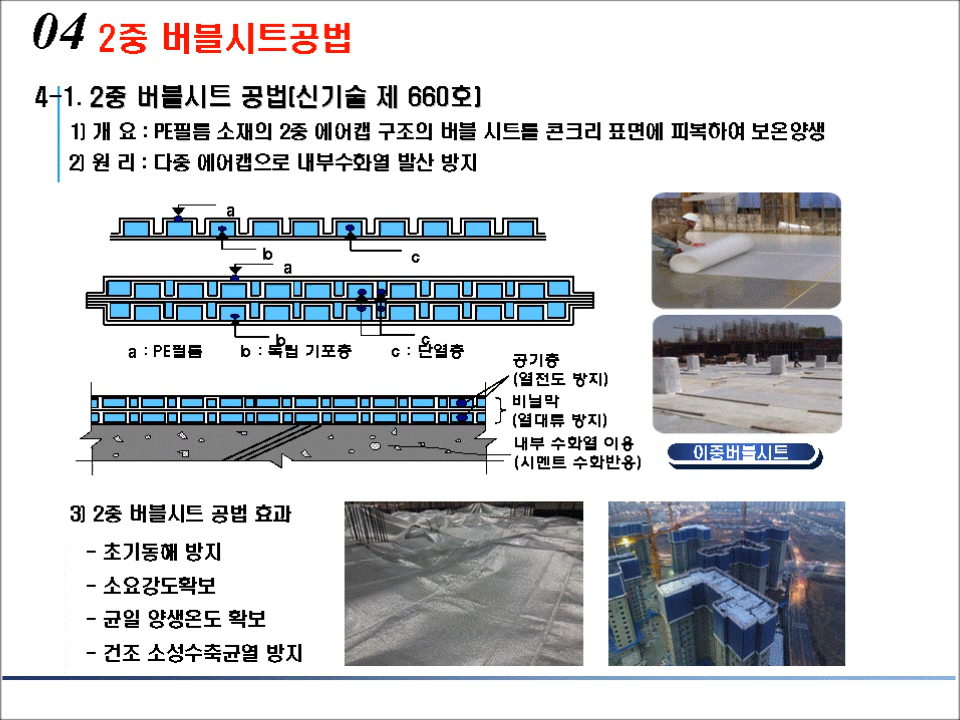 04 2중 버블시트공법
4-1. 2중 버블시트 공법(신기술 제 660호)
1) 개 요 : PE필름 소재의 2중 에어캡 구조의 버블 시트를 콘크리 표면에 피복하여 보온양생
2) 원 리 : 다중 에어캡으로 내부수화열 발산 방지
a
b
c
a
b
c
a : PE필름 b : 독립 기포층 c : 단열층
공기층
(열전도 방지)
비닐막
(열대류 방지)
내부 수화열 이용
(시멘트 수화반응)
이중버블시트
3) 2중 버블시트 공법 효과
- 초기동해 방지
- 소요강도확보
- 균일 양생온도 확보
- 건조 소성수축균열 방지